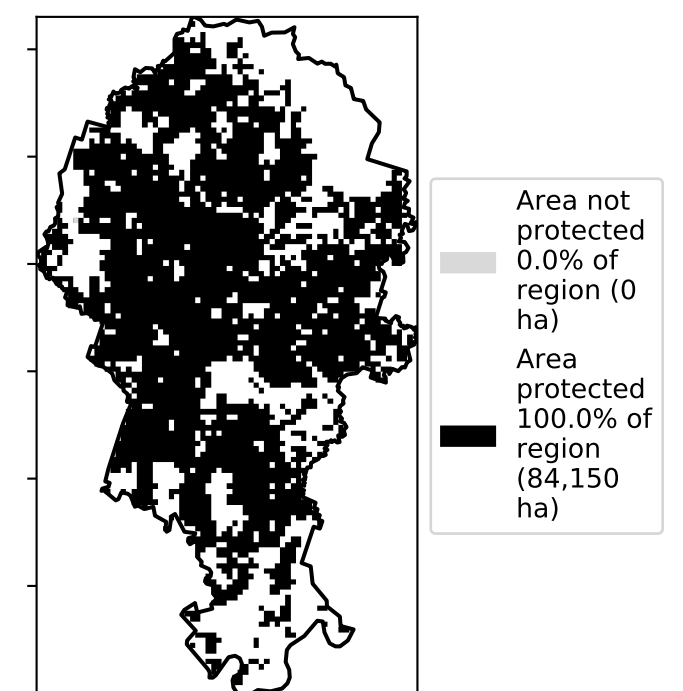 Area not
protected
0.0% of
region (0
ha)
Area
protected
100.0% of
region
(84,150
ha)